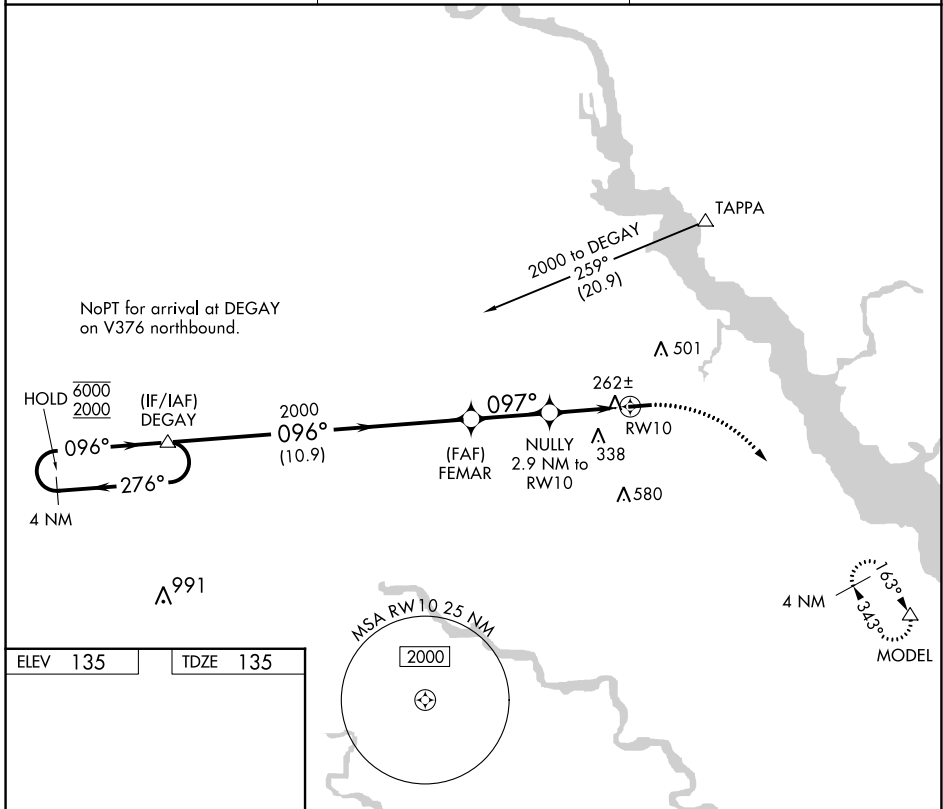 TAPPA
2000 to DEGAY
259°
(20.9)
NoPT for arrival at DEGAY
on V376 northbound.
501
HOLD 6000
2000
(IF/IAF)
DEGAY
2000
096°
(10.9)
096°
276°
4 NM
097°
262±
RW10
(FAF)
FEMAR
NULLY
2.9 NM to
RW10
338
580
991
163°
343°
4 NM
MODEL
MSA RW10 25 NM
2000
ELEV 135
TDZE 135